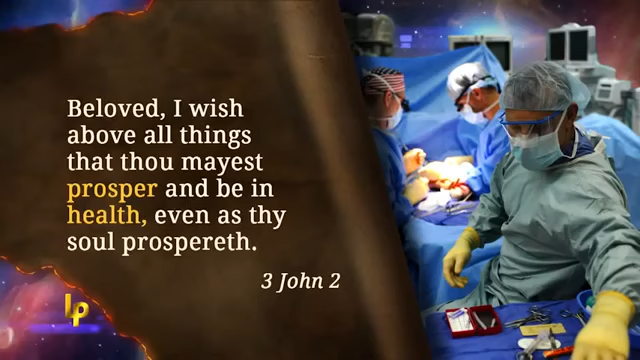 Beloved, I wish
above all things
that thou mayest
prosper and be in
health, even as thy
soul prospereth.
3 John 2
lp